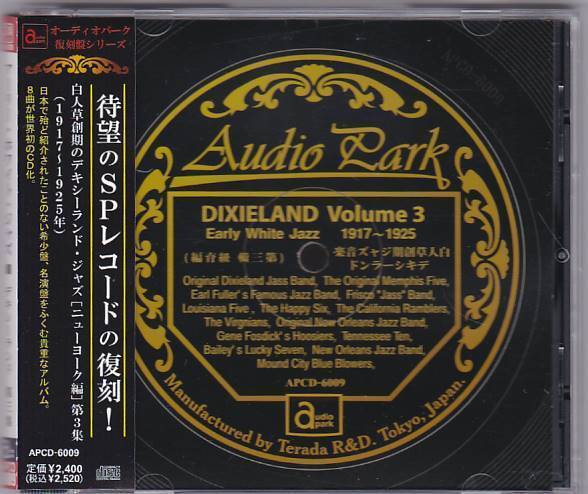 オーディオパーク
復刻盤シリーズ
audio park
待望のSPレコードの復刻!
白人草創期のデキシーランド・ジャズ[ニューヨーク編]第3集
(1917〜1925年)
日本で殆ど紹介されたことのない希少盤、名演盤をふくむ貴重なアルバム。
8曲が世界初のCD化。
APCD-6009
定価¥2,400
(税込¥2,520)
Audio Park
DIXIELAND Volume 3
Early White Jazz 1917〜1925
(編育紐 輯三第)
楽音ズャジ期創草人白
ドンラーシキデ
Original Dixieland Jass Band, The Original Memphis Five,
Earl Fuller's Famous Jazz Band, Frisco "Jass" Band,
Louisiana Five, The Happy Six, The California Ramblers,
The Virginians, Original New Orleans Jazz Band,
Gene Fosdick's Hoosiers, Tennessee Ten,
Bailey's Lucky Seven, New Orleans Jazz Band,
Mound City Blue Blowers,
APCD-6009
audio park
Manufactured by Terada R&D. Tokyo, Japan.